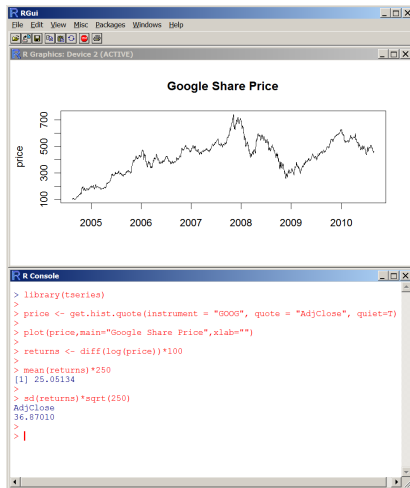 RGui
File Edit View Misc Packages Windows Help
R Graphics: Device 2 (ACTIVE)
Google Share Price
price
700
500
300
100
2005 2006 2007 2008 2009 2010
R Console
> library(tseries)
>
> price <- get.hist.quote(instrument = "GOOG", quote = "AdjClose", quiet=T)
>
> plot(price,main="Google Share Price",xlab="")
>
> returns <- diff(log(price))*100
>
> mean(returns)*250
[1] 25.05134
>
> sd(returns)*sqrt(250)
AdjClose
36.87010
>
>